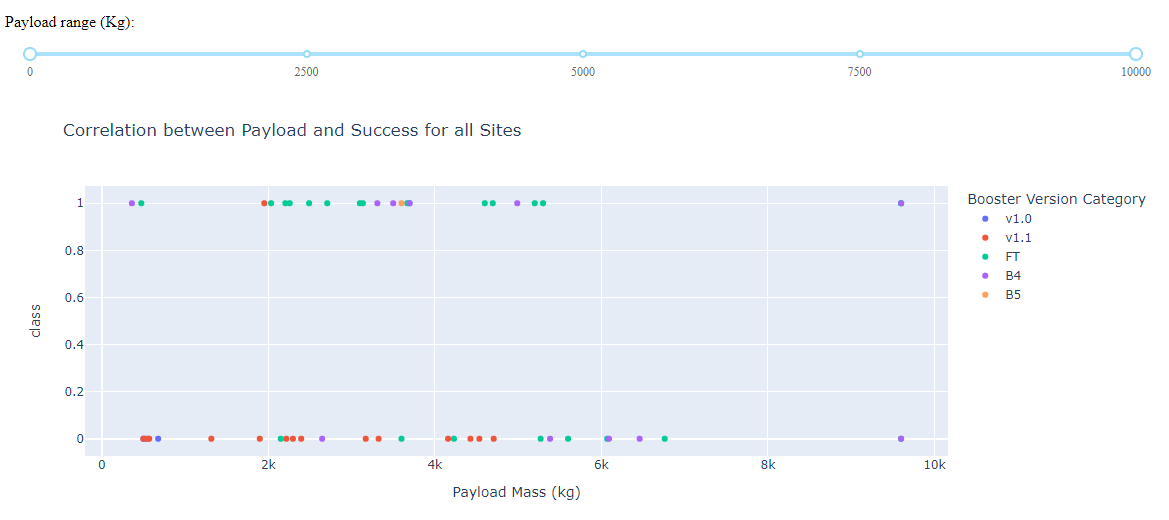 Payload range (Kg):
0 2500 5000 7500 10000
Correlation between Payload and Success for all Sites
Booster Version Category
v1.0
v1.1
FT
B4
B5
1
0.8
0.6
0.4
0.2
0
class
0 2k 4k 6k 8k 10k
Payload Mass (kg)